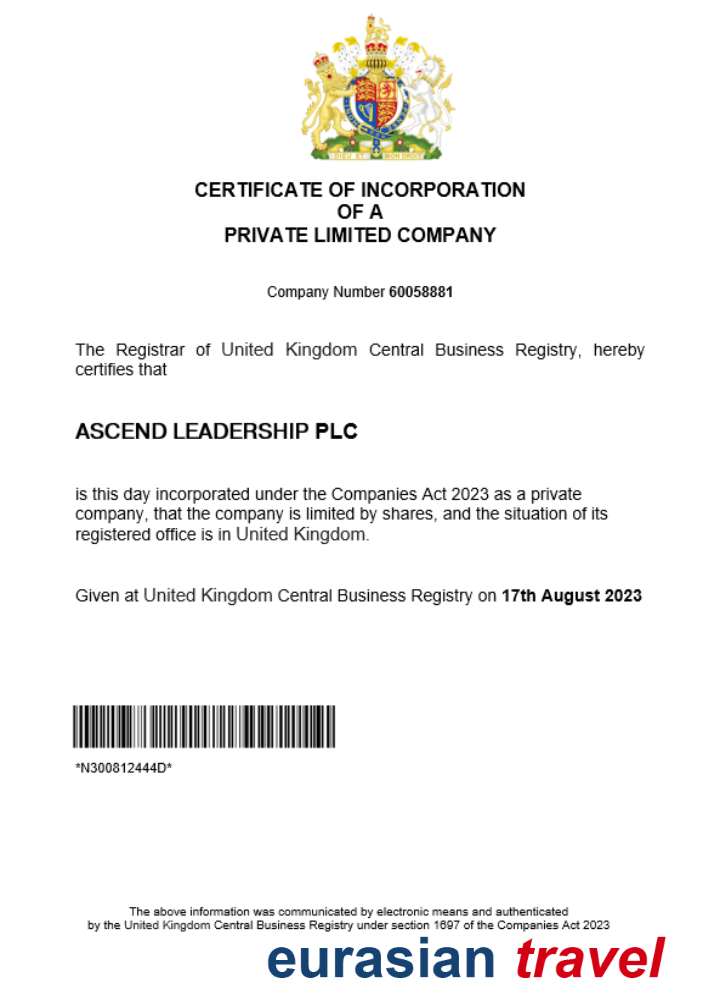 DIEU ET MON DROIT
CERTIFICATE OF INCORPORATION
OF A
PRIVATE LIMITED COMPANY
Company Number 60058881
The Registrar of United Kingdom Central Business Registry, hereby
certifies that
ASCEND LEADERSHIP PLC
is this day incorporated under the Companies Act 2023 as a private
company, that the company is limited by shares, and the situation of its
registered office is in United Kingdom.
Given at United Kingdom Central Business Registry on 17th August 2023
*N300812444D*
The above information was communicated by electronic means and authenticated
by the United Kingdom Central Business Registry under section 1697 of the Companies Act 2023
eurasian travel